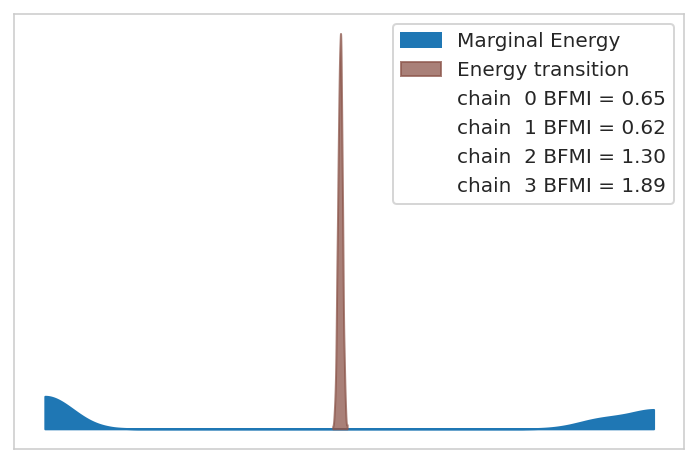 Marginal Energy
Energy transition
chain  0 BFMI = 0.65
chain  1 BFMI = 0.62
chain  2 BFMI = 1.30
chain  3 BFMI = 1.89